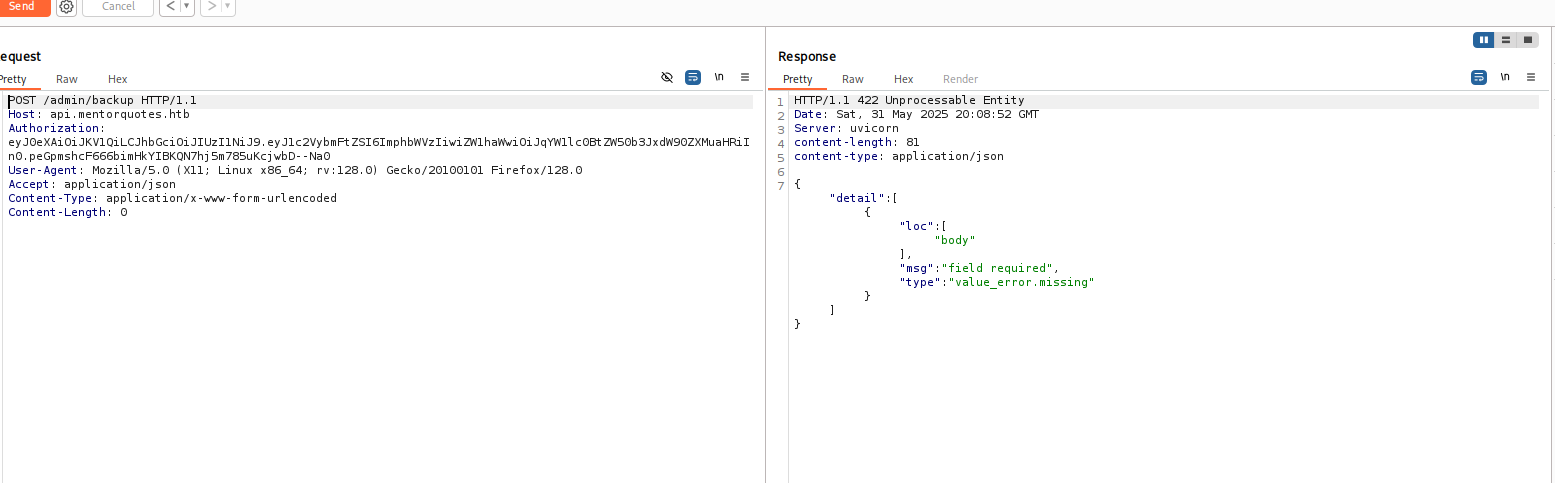 Send
Cancel
<
>
equest
Pretty Raw Hex
\n
POST /admin/backup HTTP/1.1
Host: api.mentorquotes.htb
Authorization:
eyJ0eXAiOiJKV1QiLCJhbGciOiJIUzI1NiJ9.eyJ1c2VybmFtZSI6ImphbWVzIiwiZW1haWwiOiJqYW1lc0BtZW50b3JxdW90ZXMuaHRiI
n0.peGpmshcF666bimHkYIBKQN7hj5m785uKcjwbD--Na0
User-Agent: Mozilla/5.0 (X11; Linux x86_64; rv:128.0) Gecko/20100101 Firefox/128.0
Accept: application/json
Content-Type: application/x-www-form-urlencoded
Content-Length: 0
Response
Pretty Raw Hex Render
\n
1 HTTP/1.1 422 Unprocessable Entity
2 Date: Sat, 31 May 2025 20:08:52 GMT
3 Server: uvicorn
4 content-length: 81
5 content-type: application/json
6
7 {
"detail":[
{
"loc":[
"body"
],
"msg":"field required",
"type":"value_error.missing"
}
]
}